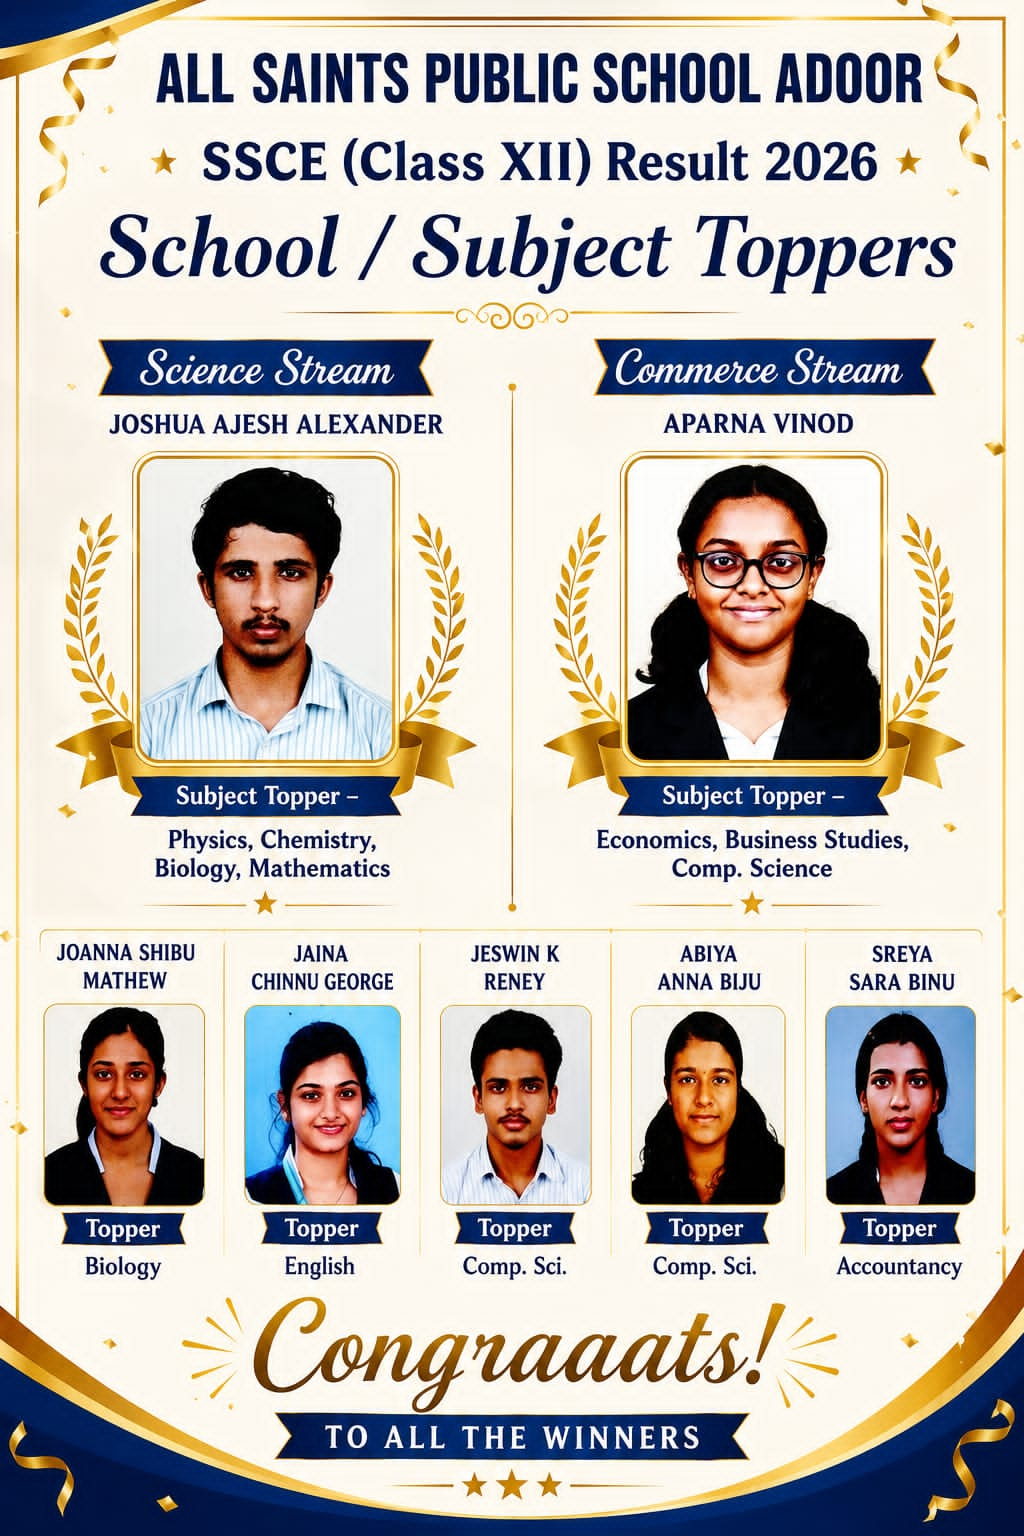 ALL SAINTS PUBLIC SCHOOL ADOOR
SSCE (Class XII) Result 2026
School / Subject Toppers
Science Stream
JOSHUA AJESH ALEXANDER
Subject Topper –
Physics, Chemistry,
Biology, Mathematics
Commerce Stream
APARNA VINOD
Subject Topper –
Economics, Business Studies,
Comp. Science
JOANNA SHIBU
MATHEW
Topper
Biology
JAINA
CHINNU GEORGE
Topper
English
JESWIN K
RENEY
Topper
Comp. Sci.
ABIYA
ANNA BIJU
Topper
Comp. Sci.
SREYA
SARA BINU
Topper
Accountancy
Congraaats!
TO ALL THE WINNERS